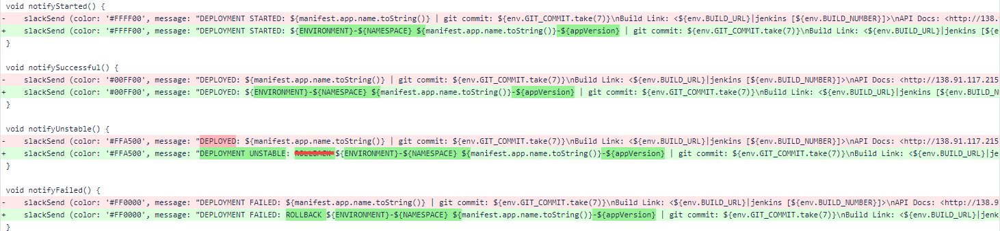 void notifyStarted() {
-    slackSend (color: '#FFFF00', message: "DEPLOYMENT STARTED: ${manifest.app.name.toString()} | git commit: ${env.GIT_COMMIT.take(7)}\nBuild Link: <${env.BUILD_URL}|jenkins [${env.BUILD_NUMBER}]>\nAPI Docs: <http://138.9
+    slackSend (color: '#FFFF00', message: "DEPLOYMENT STARTED: ${ENVIRONMENT}-${NAMESPACE} ${manifest.app.name.toString()}-${appVersion} | git commit: ${env.GIT_COMMIT.take(7)}\nBuild Link: <${env.BUILD_URL}|jenkins [${e
}
void notifySuccessful() {
-    slackSend (color: '#00FF00', message: "DEPLOYED: ${manifest.app.name.toString()} | git commit: ${env.GIT_COMMIT.take(7)}\nBuild Link: <${env.BUILD_URL}|jenkins [${env.BUILD_NUMBER}]>\nAPI Docs: <http://138.91.117.215
+    slackSend (color: '#00FF00', message: "DEPLOYED: ${ENVIRONMENT}-${NAMESPACE} ${manifest.app.name.toString()}-${appVersion} | git commit: ${env.GIT_COMMIT.take(7)}\nBuild Link: <${env.BUILD_URL}|jenkins [${env.BUILD_N
}
void notifyUnstable() {
-    slackSend (color: '#FFA500', message: "DEPLOYED: ${manifest.app.name.toString()} | git commit: ${env.GIT_COMMIT.take(7)}\nBuild Link: <${env.BUILD_URL}|jenkins [${env.BUILD_NUMBER}]>\nAPI Docs: <http://138.91.117.215
+    slackSend (color: '#FFA500', message: "DEPLOYMENT UNSTABLE: ${ENVIRONMENT}-${NAMESPACE} ${manifest.app.name.toString()}-${appVersion} | git commit: ${env.GIT_COMMIT.take(7)}\nBuild Link: <${env.BUILD_URL}|je
}
void notifyFailed() {
-    slackSend (color: '#FF0000', message: "DEPLOYMENT FAILED: ${manifest.app.name.toString()} | git commit: ${env.GIT_COMMIT.take(7)}\nBuild Link: <${env.BUILD_URL}|jenkins [${env.BUILD_NUMBER}]>\nAPI Docs: <http://138.9
+    slackSend (color: '#FF0000', message: "DEPLOYMENT FAILED: ROLLBACK ${ENVIRONMENT}-${NAMESPACE} ${manifest.app.name.toString()}-${appVersion} | git commit: ${env.GIT_COMMIT.take(7)}\nBuild Link: <${env.BUILD_URL}|jenk
}